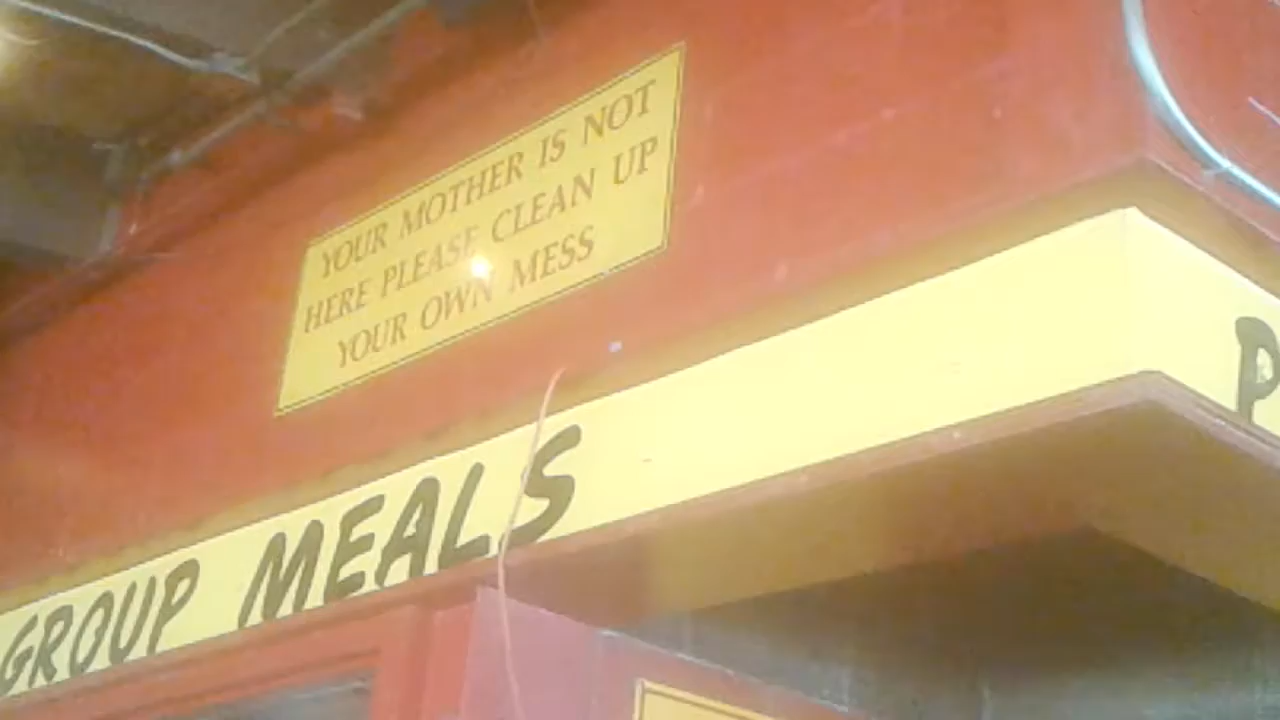 YOUR MOTHER IS NOT
HERE PLEASE CLEAN UP
YOUR OWN MESS
GROUP MEALS
P